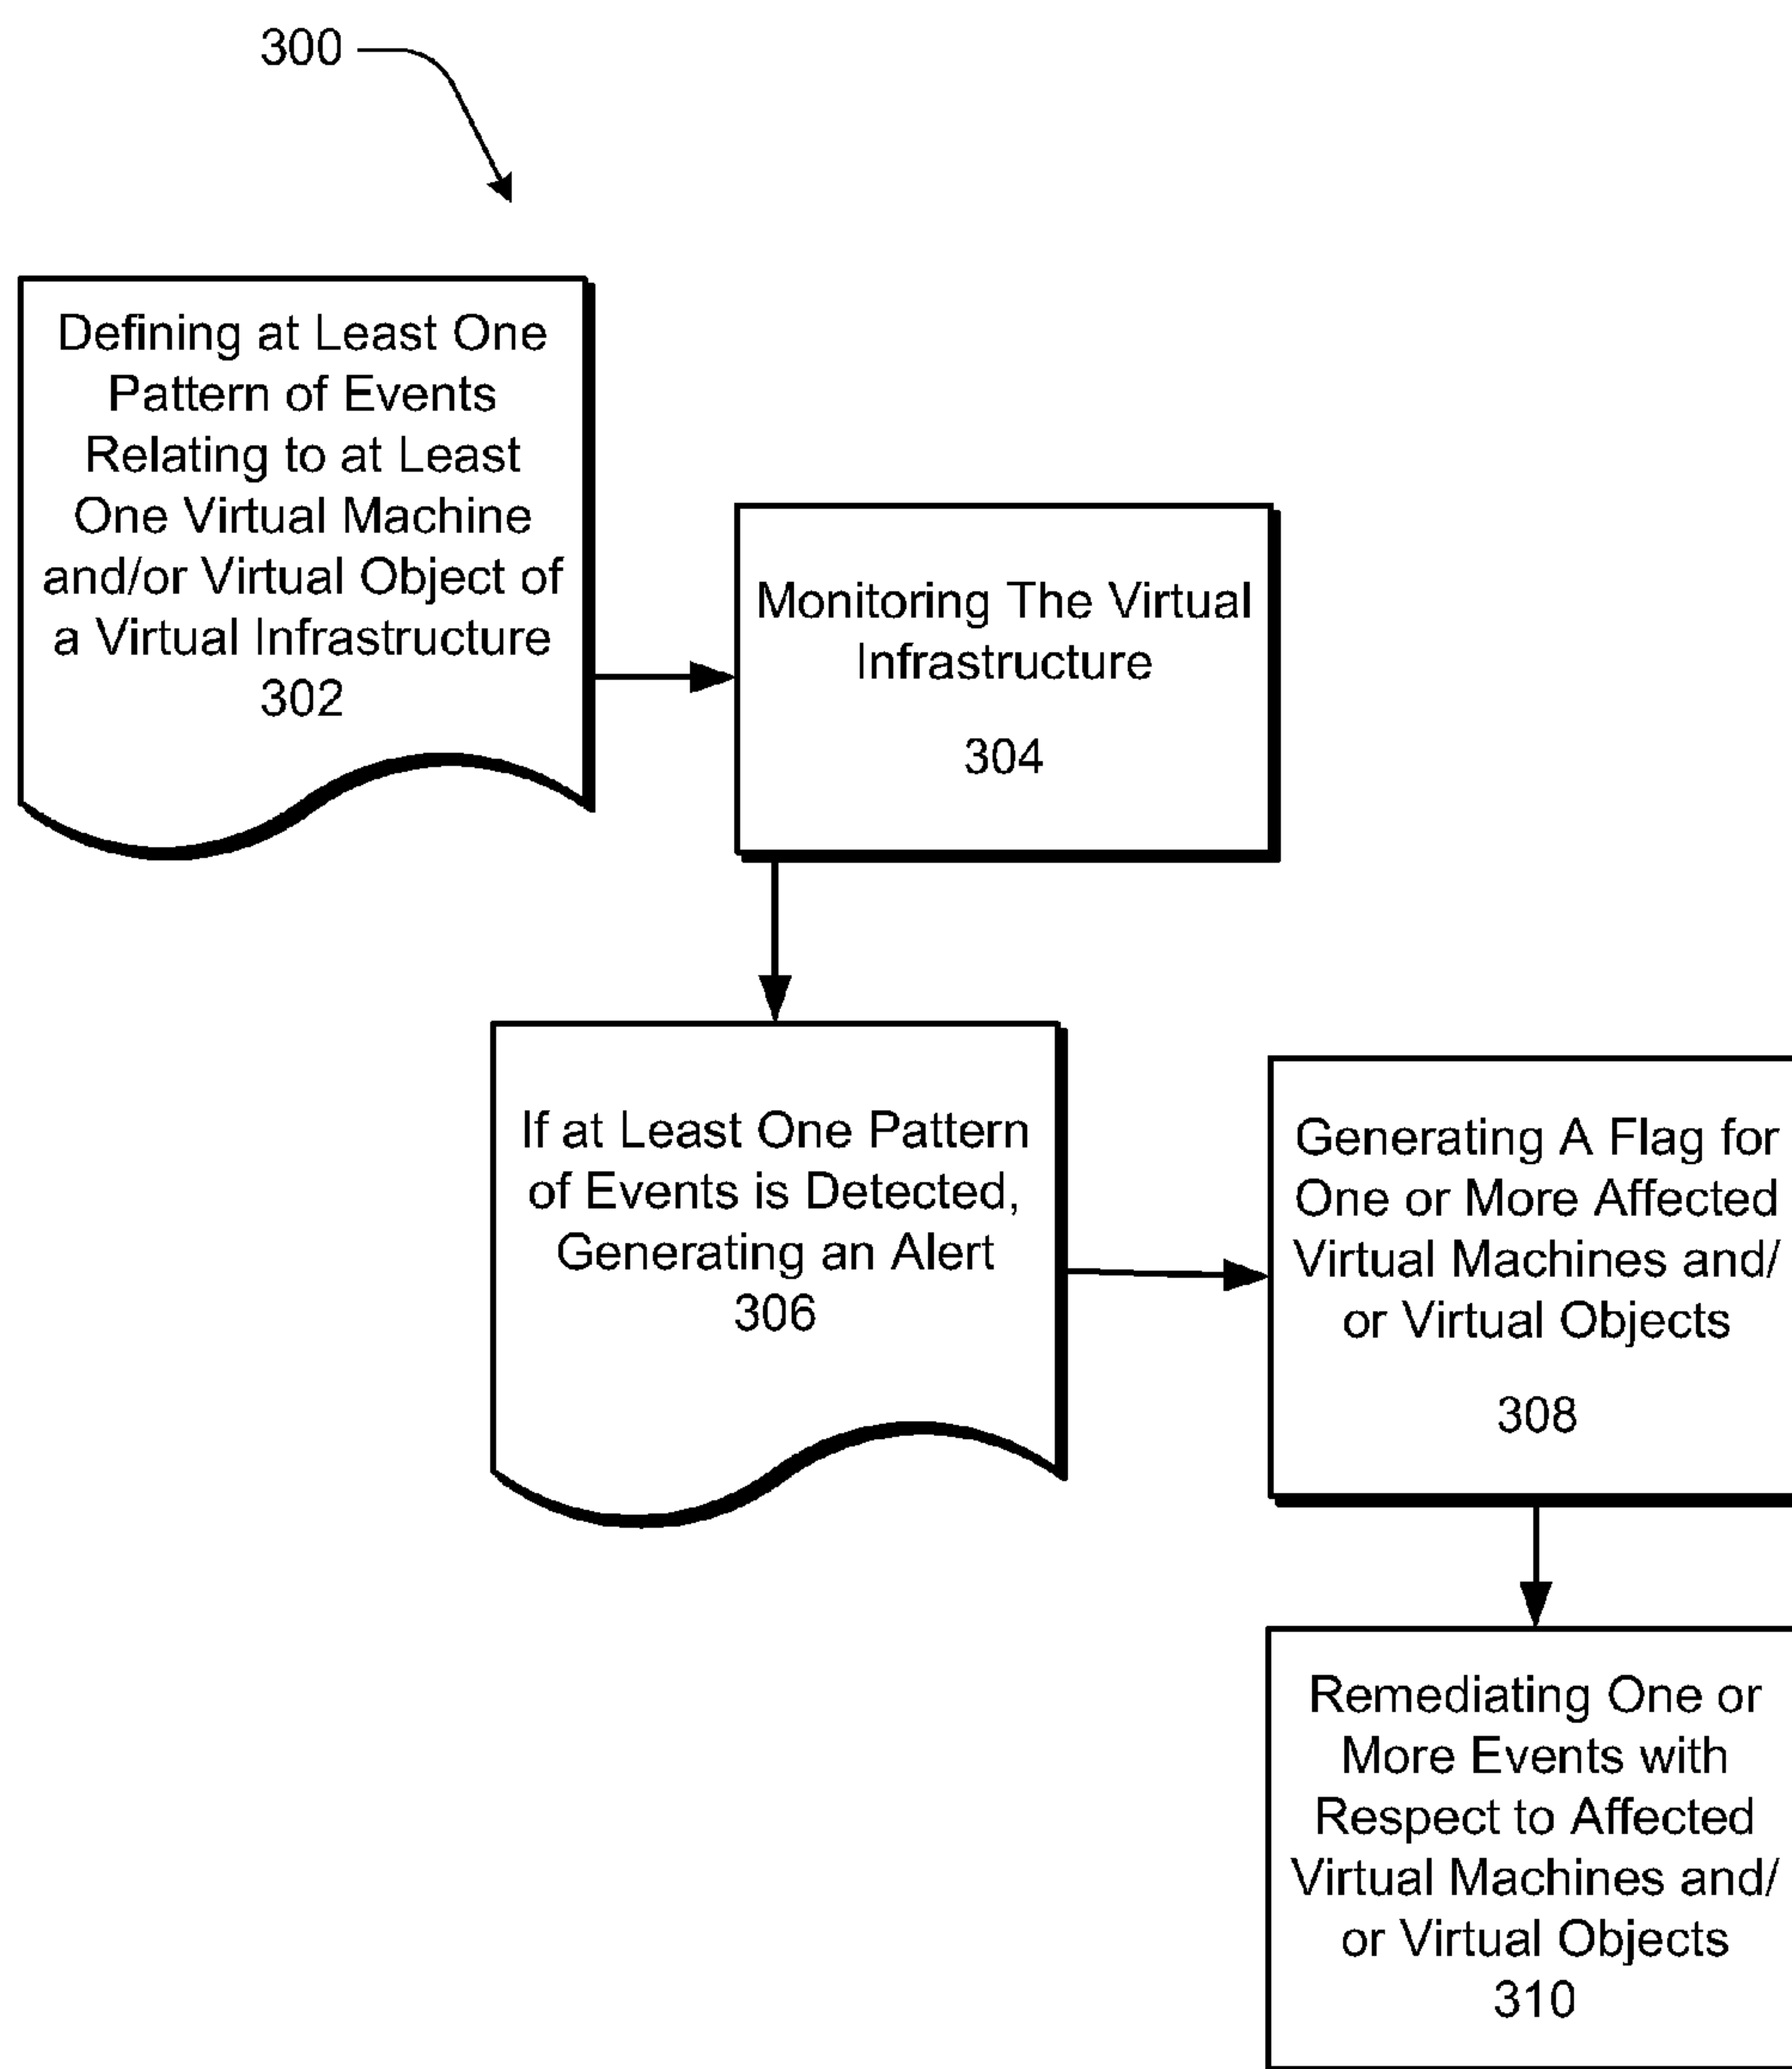 300
Defining at Least One
Pattern of Events
Relating to at Least
One Virtual Machine
and/or Virtual Object of
a Virtual Infrastructure
302
Monitoring The Virtual
Infrastructure
304
If at Least One Pattern
of Events is Detected,
Generating an Alert
306
Generating A Flag for
One or More Affected
Virtual Machines and/
or Virtual Objects
308
Remediating One or
More Events with
Respect to Affected
Virtual Machines and/
or Virtual Objects
310